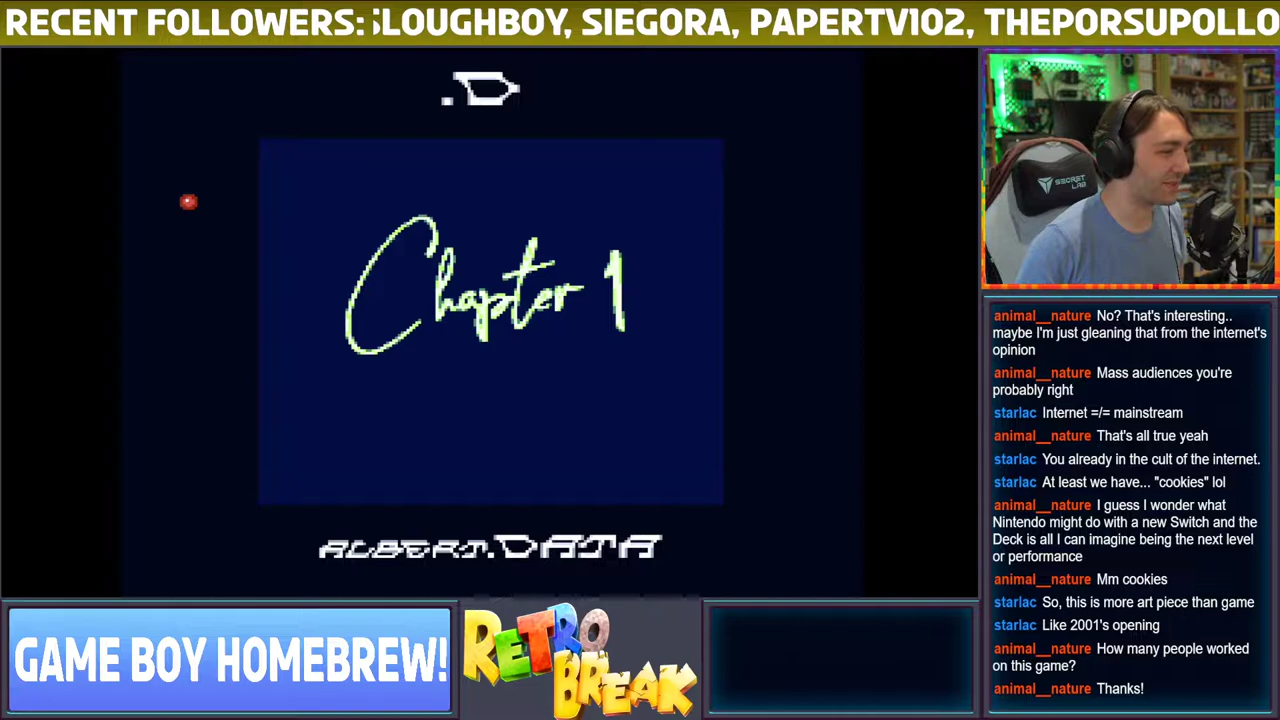 RECENT FOLLOWERS: SLOUGHBOY, SIEGORA, PAPERTV102, THEPORSUPOLLO
.D
Chapter 1
ALBERT.DATA
SECRET
LAB
animal__nature No? That's interesting..
maybe I'm just gleaning that from the internet's
opinion
animal__nature Mass audiences you're
probably right
starlac Internet =/= mainstream
animal__nature That's all true yeah
starlac You already in the cult of the internet.
starlac At least we have... "cookies" lol
animal__nature I guess I wonder what
Nintendo might do with a new Switch and the
Deck is all I can imagine being the next level
or performance
animal__nature Mm cookies
starlac So, this is more art piece than game
starlac Like 2001's opening
animal__nature How many people worked
on this game?
animal__nature Thanks!
GAME BOY HOMEBREW!
RETRO
BREAK